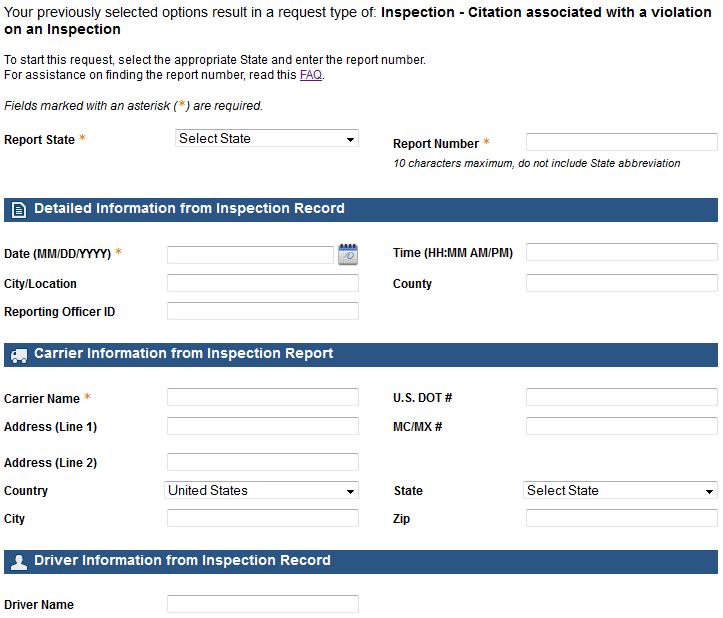 Your previously selected options result in a request type of: Inspection - Citation associated with a violation
on an Inspection
To start this request, select the appropriate State and enter the report number.
For assistance on finding the report number, read this FAQ.
Fields marked with an asterisk (*) are required.
Report State * Select State Report Number *
10 characters maximum, do not include State abbreviation
Detailed Information from Inspection Record
Date (MM/DD/YYYY) * Time (HH:MM AM/PM)
City/Location County
Reporting Officer ID
Carrier Information from Inspection Report
Carrier Name * U.S. DOT #
Address (Line 1) MC/MX #
Address (Line 2)
Country United States State Select State
City Zip
Driver Information from Inspection Record
Driver Name